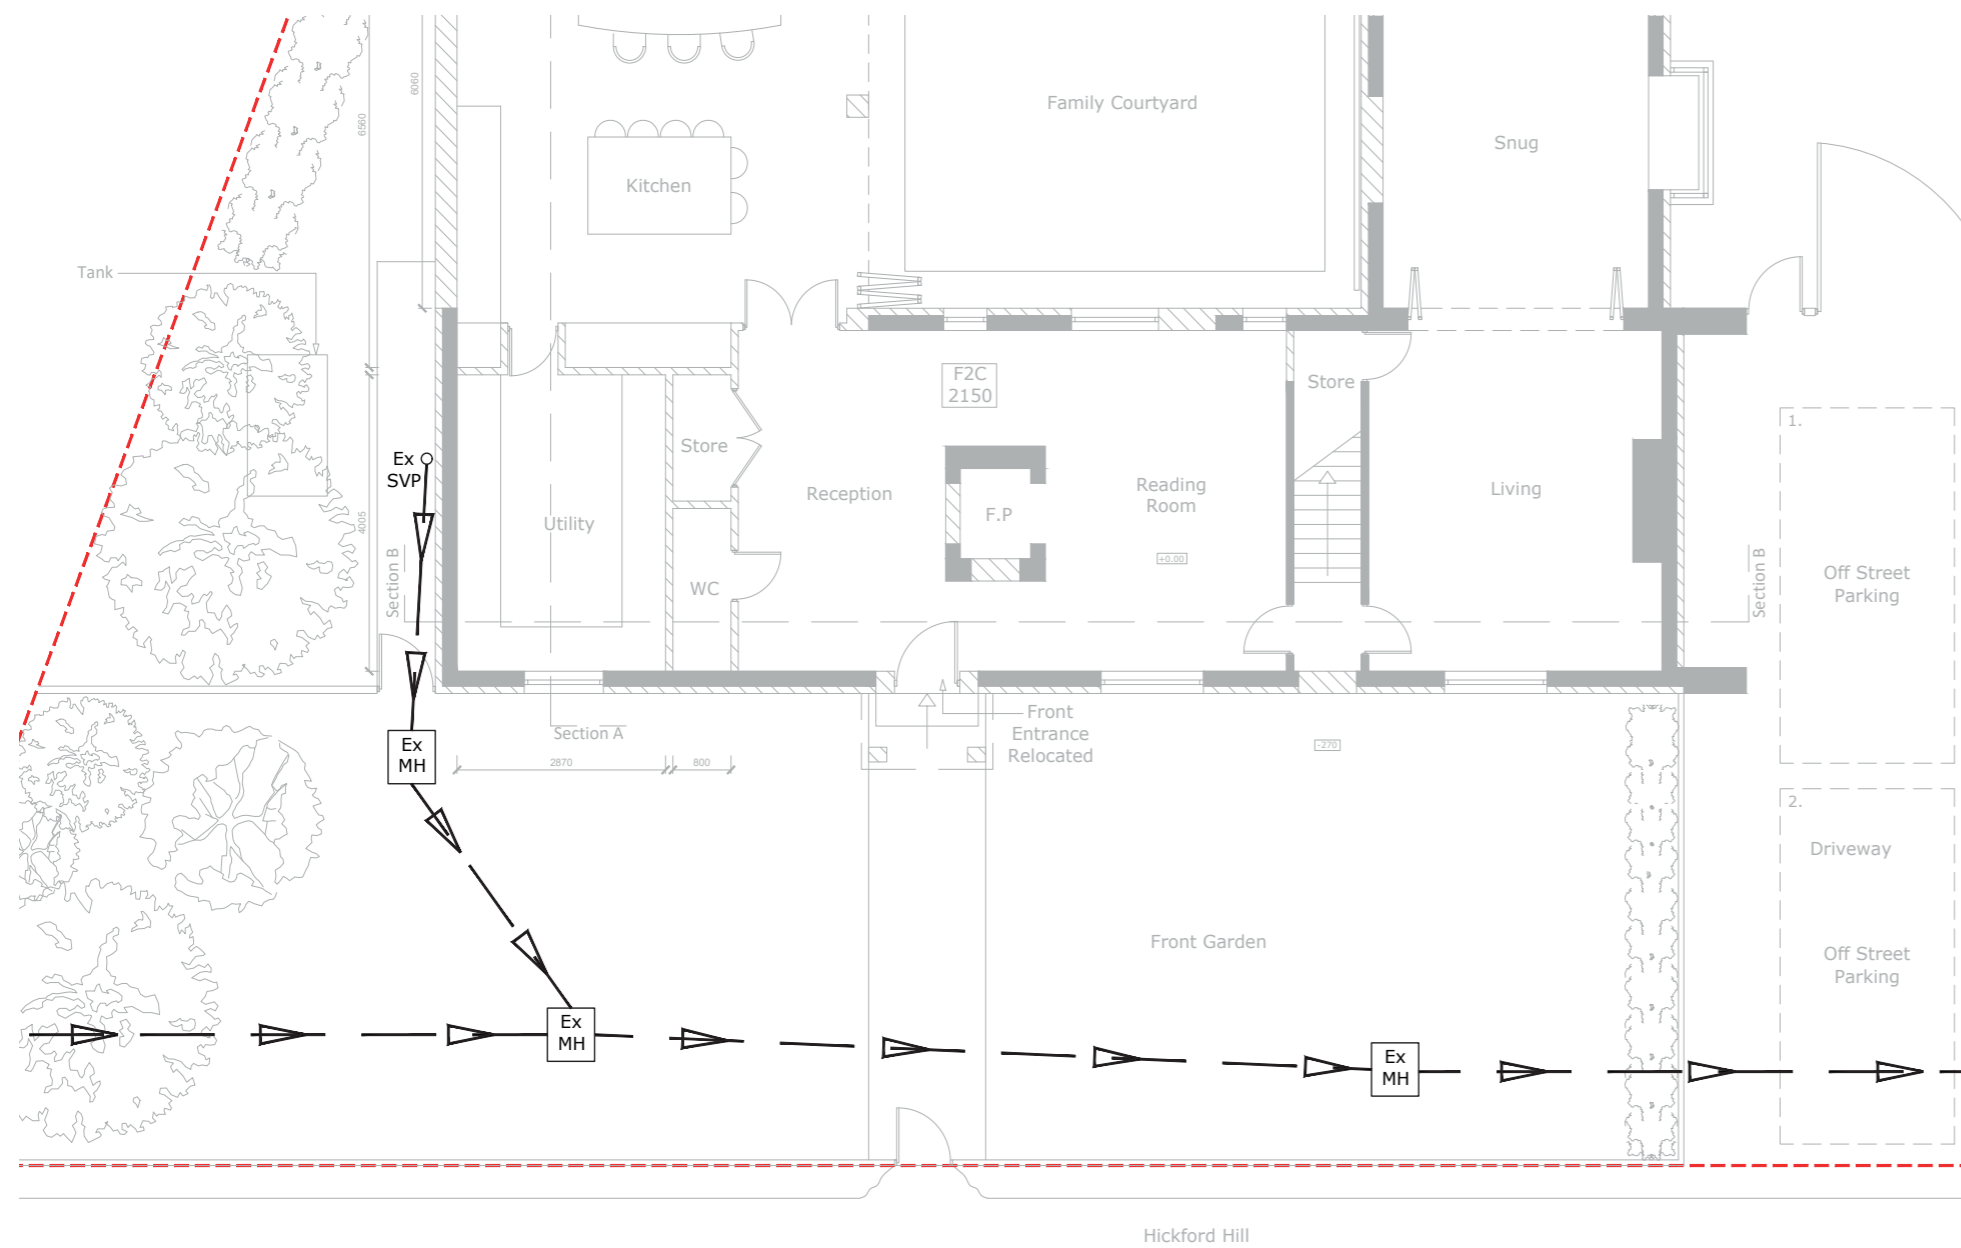 6060
6560
Family Courtyard
Snug
Kitchen
Tank
F2C
2150
Store
1.
Ex
SVP
Store
Reception
Reading
Room
Living
F.P
4005
Utility
+0.00
Section B
WC
Section B
Off Street
Parking
Front
Entrance
Relocated
Section A
Ex
MH
2870
800
-270
2.
Driveway
Front Garden
Off Street
Parking
Ex
MH
Ex
MH
Hickford Hill